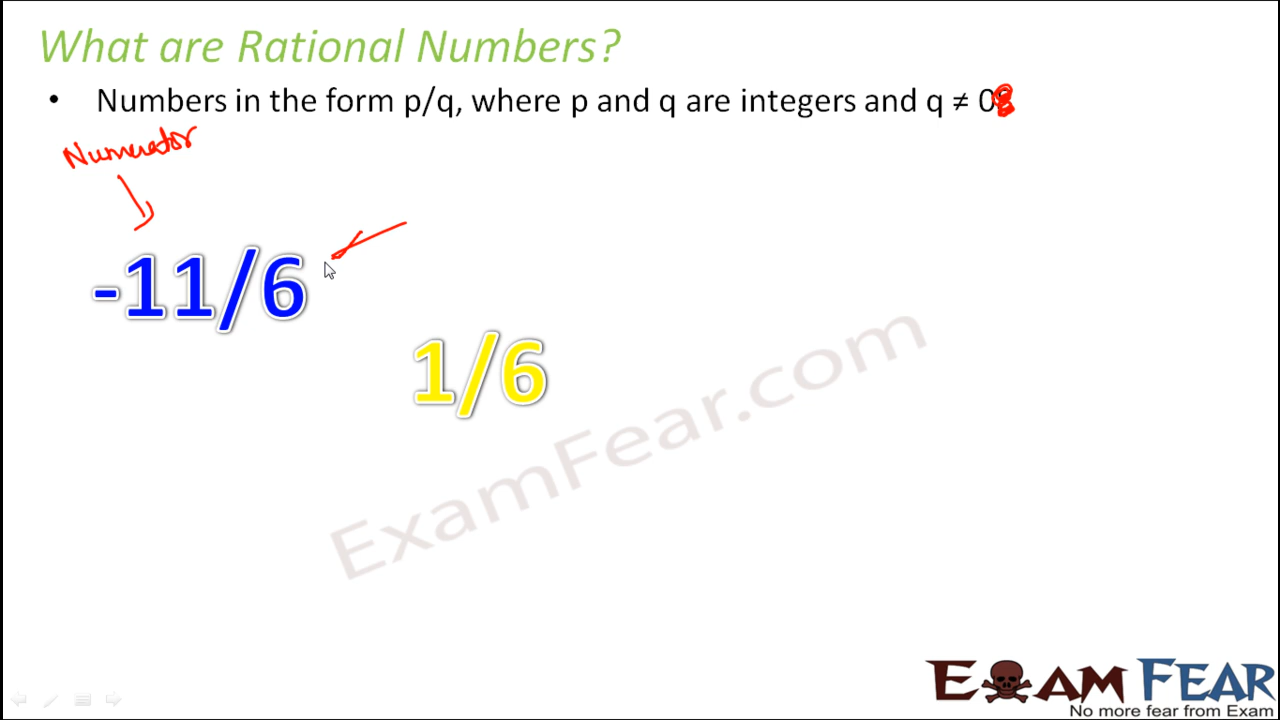 What are Rational Numbers?
• Numbers in the form p/q, where p and q are integers and q ≠ 0
Numerator
-11/6
1/6
ExamFear.com
EXAM FEAR
No more fear from Exam